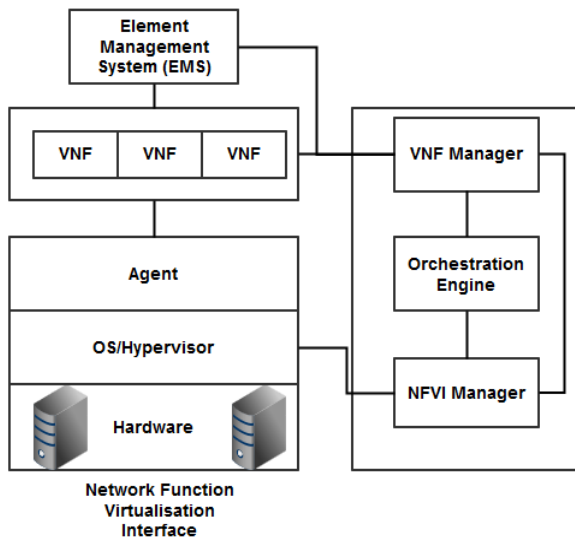 Element
Management
System (EMS)
VNF
VNF
VNF
VNF Manager
Agent
Orchestration
Engine
OS/Hypervisor
NFVI Manager
Hardware
Network Function
Virtualisation
Interface